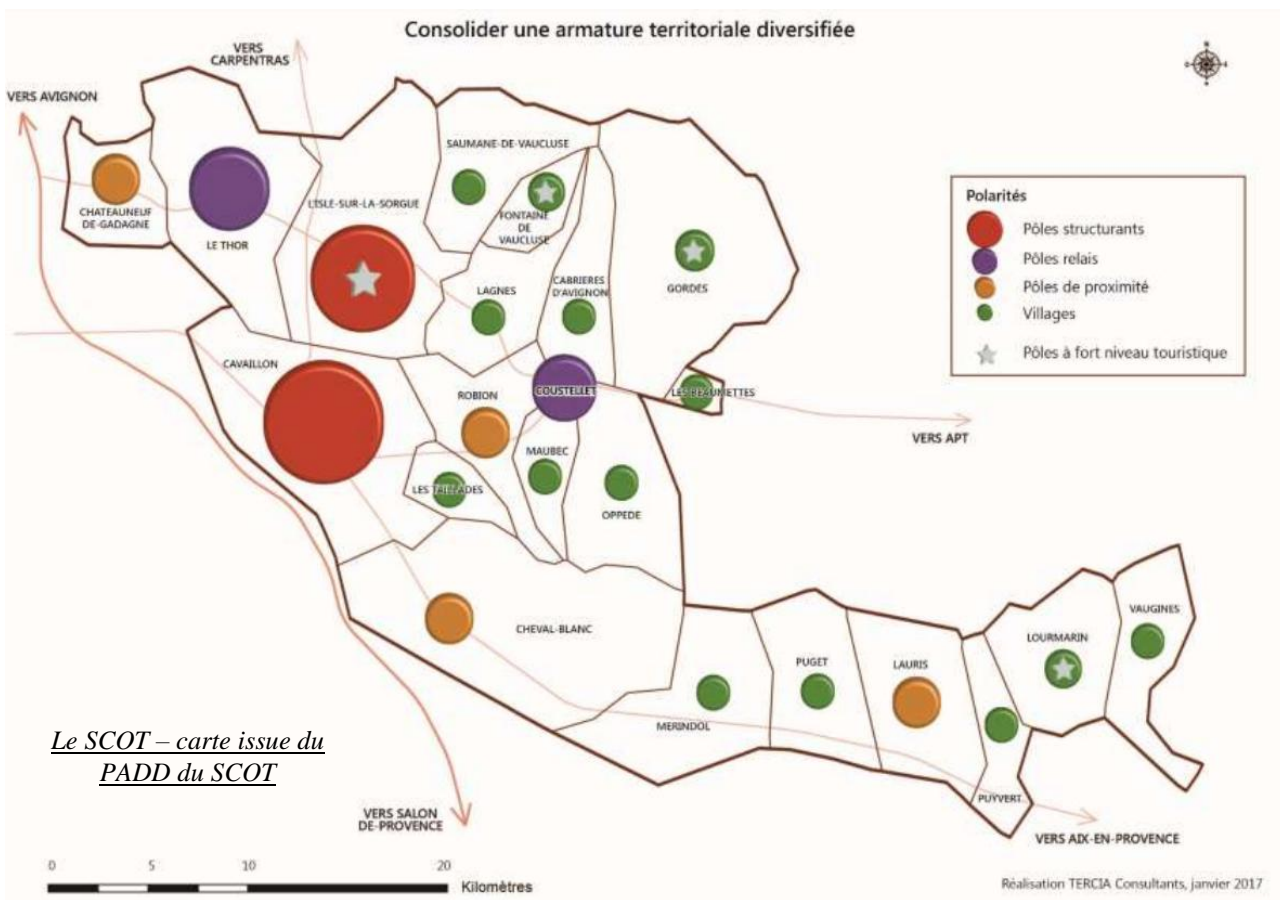 Consolider une armature territoriale diversifiée
VERS
CARPENTRAS
VERS AVIGNON
N
SAUMANE-DE-VAUCLUSE
CHATEAUNEUF
DE-GADAGNE
LE THOR
L'ISLE-SUR-LA-SORGUE
FONTAINE
DE
VAUCLUSE
LAGNES
CABRIERES
D'AVIGNON
GORDES
Polarités
Pôles structurants
Pôles relais
Pôles de proximité
Villages
Pôles à fort niveau touristique
CAVAILLON
ROBION
COUSTELLET
LES BEAUMETTES
VERS APT
MAUBEC
LES TAILLADES
OPPEDE
CHEVAL-BLANC
VAUGINES
LOURMARIN
PUGET
LAURIS
MERINDOL
PUYVERT
Le SCOT – carte issue du
PADD du SCOT
VERS SALON
DE-PROVENCE
VERS AIX-EN-PROVENCE
0 5 10 20
Kilomètres
Réalisation TERCIA Consultants, janvier 2017